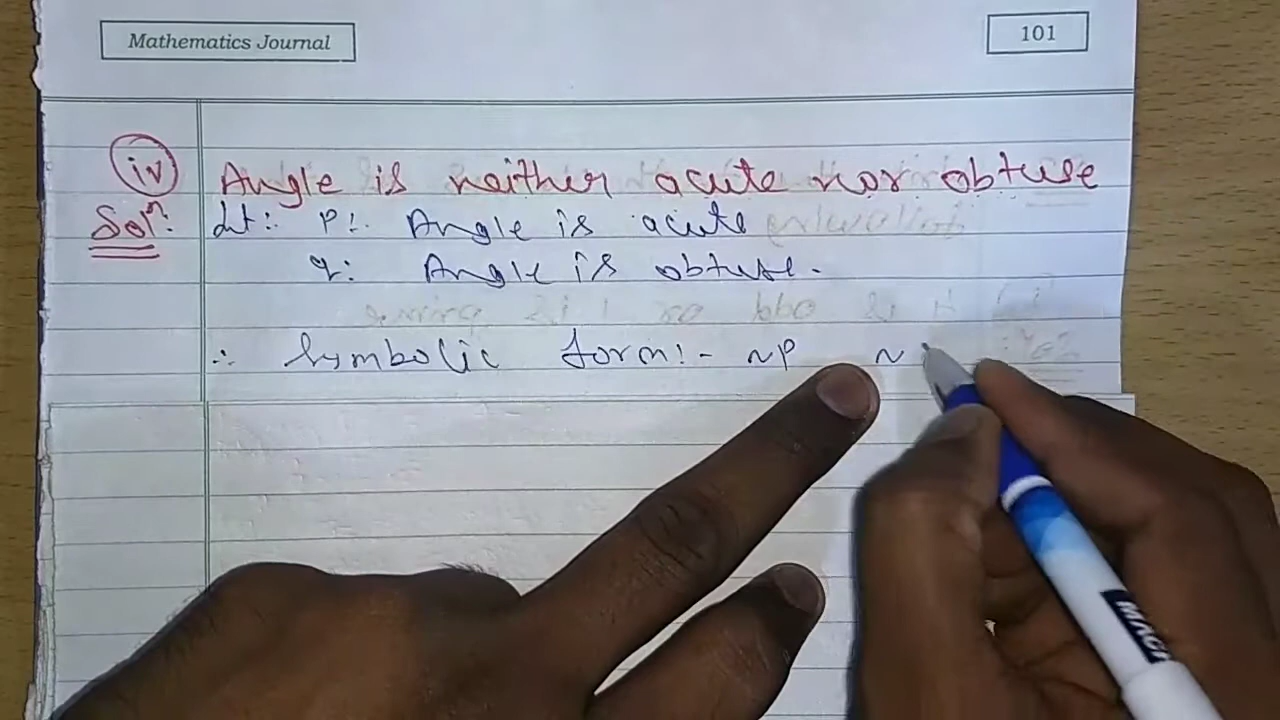 Mathematics Journal
101
iv Angle is neither acute nor obtuse
Solⁿ: Let: p: Angle is acute
q: Angle is obtuse.
∴ Symbolic form:- ~p ~